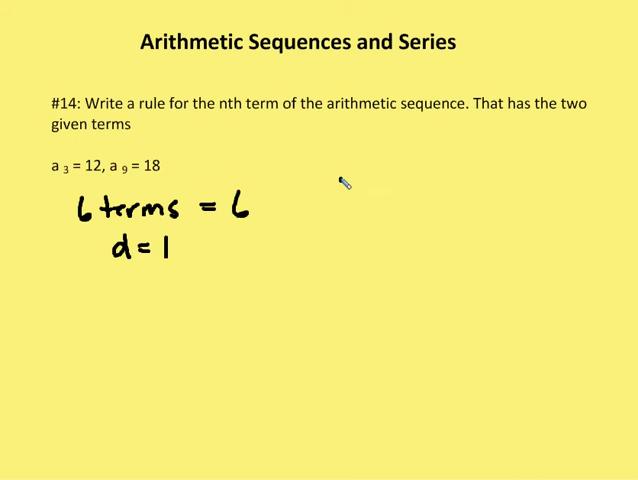 Arithmetic Sequences and Series
#14: Write a rule for the nth term of the arithmetic sequence. That has the two
given terms
a 3 = 12, a 9 = 18
6 terms = 6
d = 1